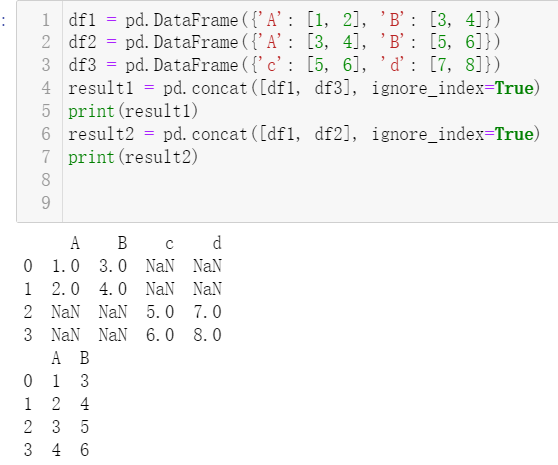 :
1 df1 = pd.DataFrame({'A': [1, 2], 'B': [3, 4]})
2 df2 = pd.DataFrame({'A': [3, 4], 'B': [5, 6]})
3 df3 = pd.DataFrame({'c': [5, 6], 'd': [7, 8]})
4 result1 = pd.concat([df1, df3], ignore_index=True)
5 print(result1)
6 result2 = pd.concat([df1, df2], ignore_index=True)
7 print(result2)
8
9
A B c d
0 1.0 3.0 NaN NaN
1 2.0 4.0 NaN NaN
2 NaN NaN 5.0 7.0
3 NaN NaN 6.0 8.0
A B
0 1 3
1 2 4
2 3 5
3 4 6